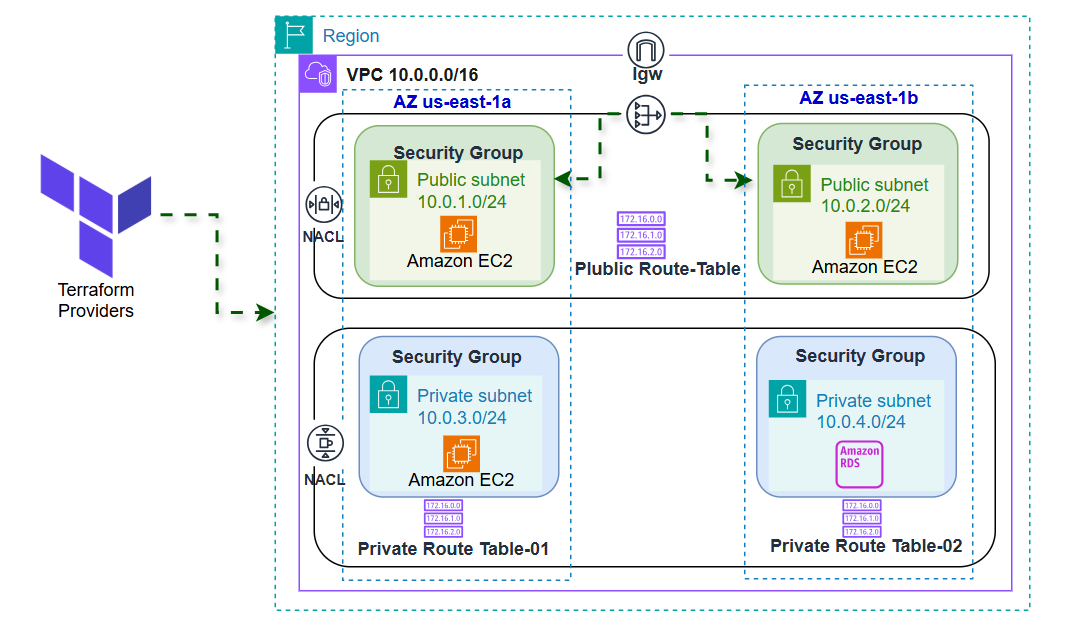 Region
VPC 10.0.0.0/16
Igw
AZ us-east-1a
AZ us-east-1b
Security Group
Public subnet
10.0.1.0/24
Amazon EC2
Security Group
Public subnet
10.0.2.0/24
Amazon EC2
NACL
172.16.0.0
172.16.1.0
172.16.2.0
Plublic Route-Table
Terraform
Providers
Security Group
Private subnet
10.0.3.0/24
Amazon EC2
Security Group
Private subnet
10.0.4.0/24
Amazon
RDS
NACL
172.16.0.0
172.16.1.0
172.16.2.0
Private Route Table-01
172.16.0.0
172.16.1.0
172.16.2.0
Private Route Table-02